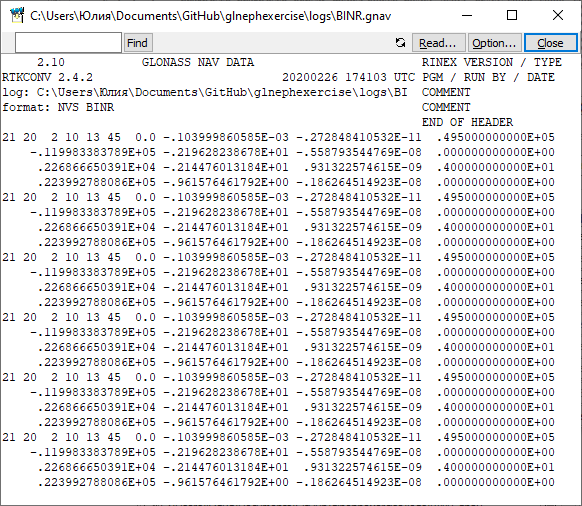 C:\Users\Юлия\Documents\GitHub\glnephexercise\logs\BINR.gnav
Find Read... Option... Close
2.10 GLONASS NAV DATA RINEX VERSION / TYPE
RTKCONV 2.4.2 20200226 174103 UTC PGM / RUN BY / DATE
log: C:\Users\Юлия\Documents\GitHub\glnephexercise\logs\BI COMMENT
format: NVS BINR COMMENT
END OF HEADER
21 20 2 10 13 45 0.0 -.103999860585E-03 -.272848410532E-11 .495000000000E+05
-.119983383789E+05 -.219628238678E+01 -.558793544769E-08 .000000000000E+00
.226866650391E+04 -.214476013184E+01 .931322574615E-09 .400000000000E+01
.223992788086E+05 -.961576461792E+00 -.186264514923E-08 .000000000000E+00
21 20 2 10 13 45 0.0 -.103999860585E-03 -.272848410532E-11 .495000000000E+05
-.119983383789E+05 -.219628238678E+01 -.558793544769E-08 .000000000000E+00
.226866650391E+04 -.214476013184E+01 .931322574615E-09 .400000000000E+01
.223992788086E+05 -.961576461792E+00 -.186264514923E-08 .000000000000E+00
21 20 2 10 13 45 0.0 -.103999860585E-03 -.272848410532E-11 .495000000000E+05
-.119983383789E+05 -.219628238678E+01 -.558793544769E-08 .000000000000E+00
.226866650391E+04 -.214476013184E+01 .931322574615E-09 .400000000000E+01
.223992788086E+05 -.961576461792E+00 -.186264514923E-08 .000000000000E+00
21 20 2 10 13 45 0.0 -.103999860585E-03 -.272848410532E-11 .495000000000E+05
-.119983383789E+05 -.219628238678E+01 -.558793544769E-08 .000000000000E+00
.226866650391E+04 -.214476013184E+01 .931322574615E-09 .400000000000E+01
.223992788086E+05 -.961576461792E+00 -.186264514923E-08 .000000000000E+00
21 20 2 10 13 45 0.0 -.103999860585E-03 -.272848410532E-11 .495000000000E+05
-.119983383789E+05 -.219628238678E+01 -.558793544769E-08 .000000000000E+00
.226866650391E+04 -.214476013184E+01 .931322574615E-09 .400000000000E+01
.223992788086E+05 -.961576461792E+00 -.186264514923E-08 .000000000000E+00
21 20 2 10 13 45 0.0 -.103999860585E-03 -.272848410532E-11 .495000000000E+05
-.119983383789E+05 -.219628238678E+01 -.558793544769E-08 .000000000000E+00
.226866650391E+04 -.214476013184E+01 .931322574615E-09 .400000000000E+01
.223992788086E+05 -.961576461792E+00 -.186264514923E-08 .000000000000E+00